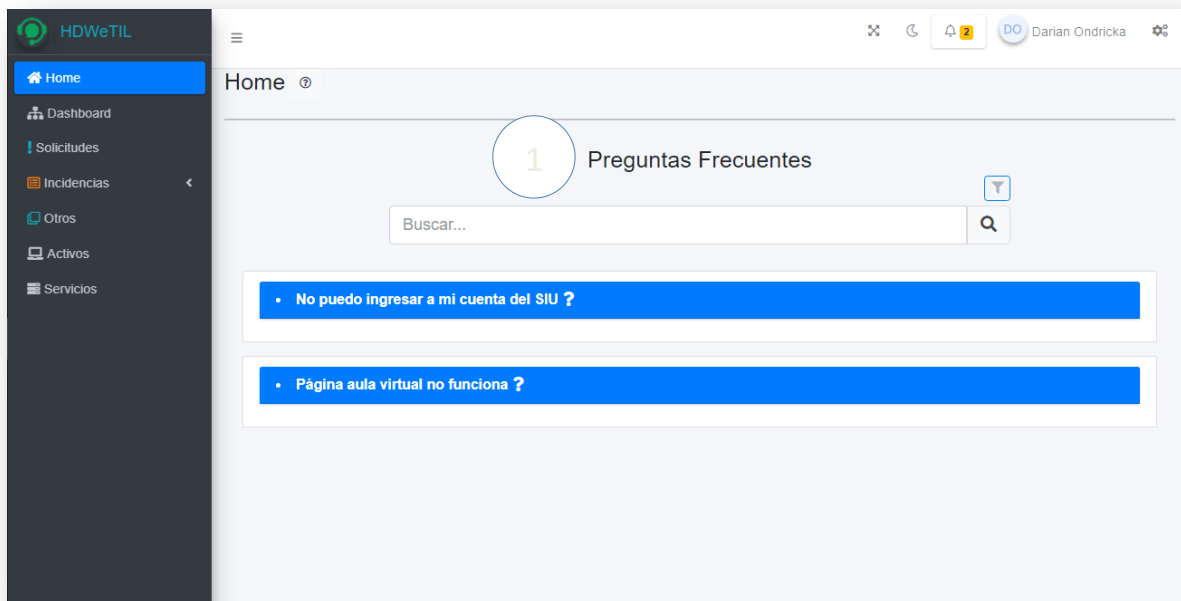 HDWeTIL
2
DO Darian Ondricka
Home
Dashboard
Solicitudes
Incidencias
Otros
Activos
Servicios
Home ?
1
Preguntas Frecuentes
Buscar...
• No puedo ingresar a mi cuenta del SIU ?
• Página aula virtual no funciona ?